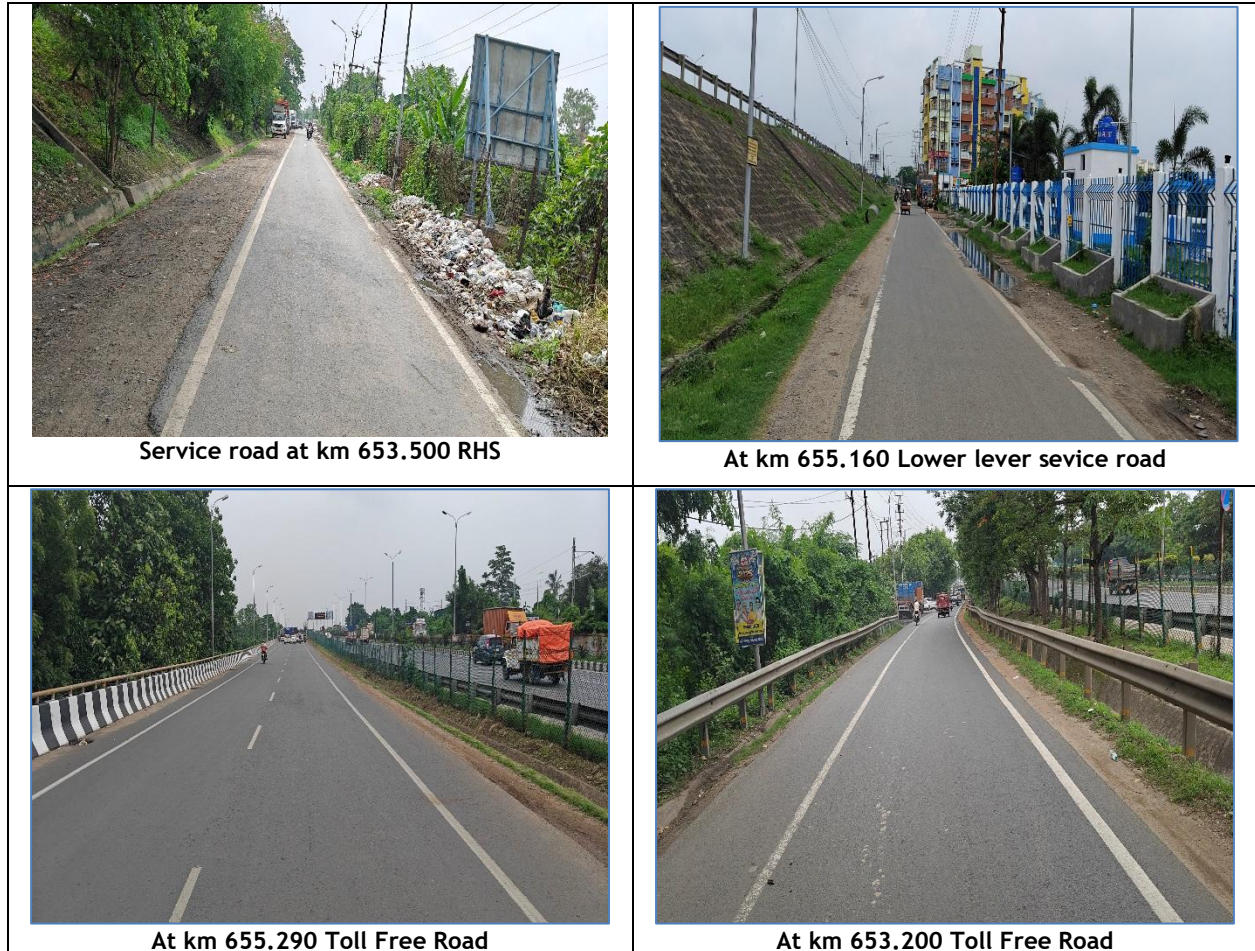 Service road at km 653.500 RHS
At km 655.160 Lower lever sevice road
At km 655.290 Toll Free Road
At km 653.200 Toll Free Road